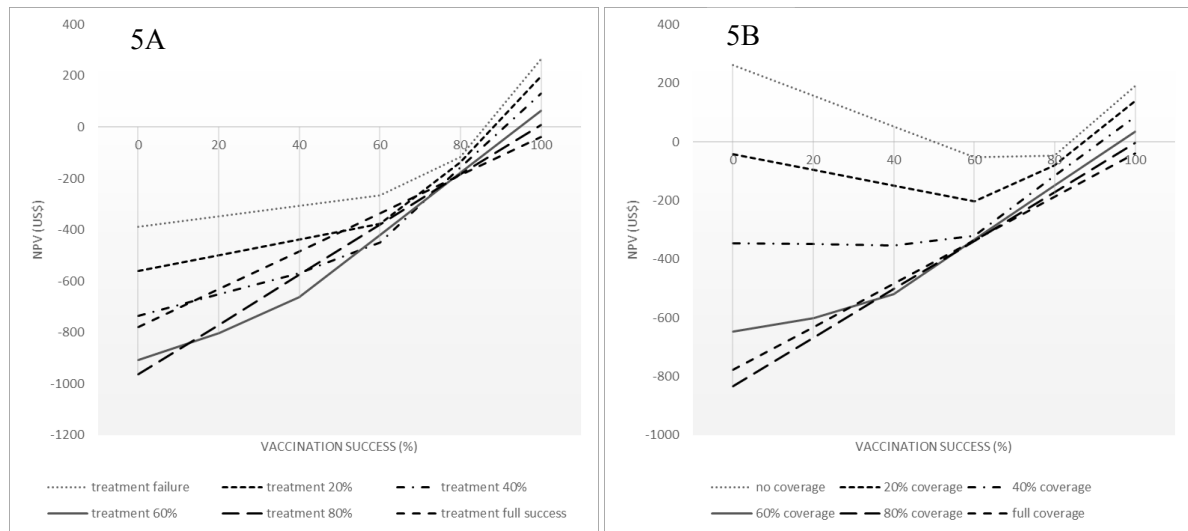 5A
400
200
0
-200
-400
-600
-800
-1000
-1200
0 20 40 60 80 100
NPV (US$)
VACCINATION SUCCESS (%)
treatment failure treatment 20% treatment 40%
treatment 60% treatment 80% treatment full success
5B
400
200
0
-200
-400
-600
-800
-1000
0 20 40 60 80 100
NPV (US$)
VACCINATION SUCCESS (%)
no coverage 20% coverage 40% coverage
60% coverage 80% coverage full coverage